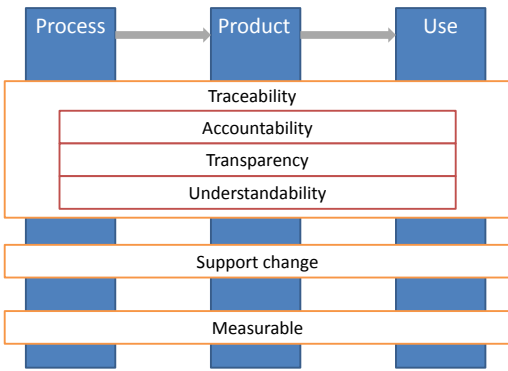 Process
Product
Use
Traceability
Accountability
Transparency
Understandability
Support change
Measurable